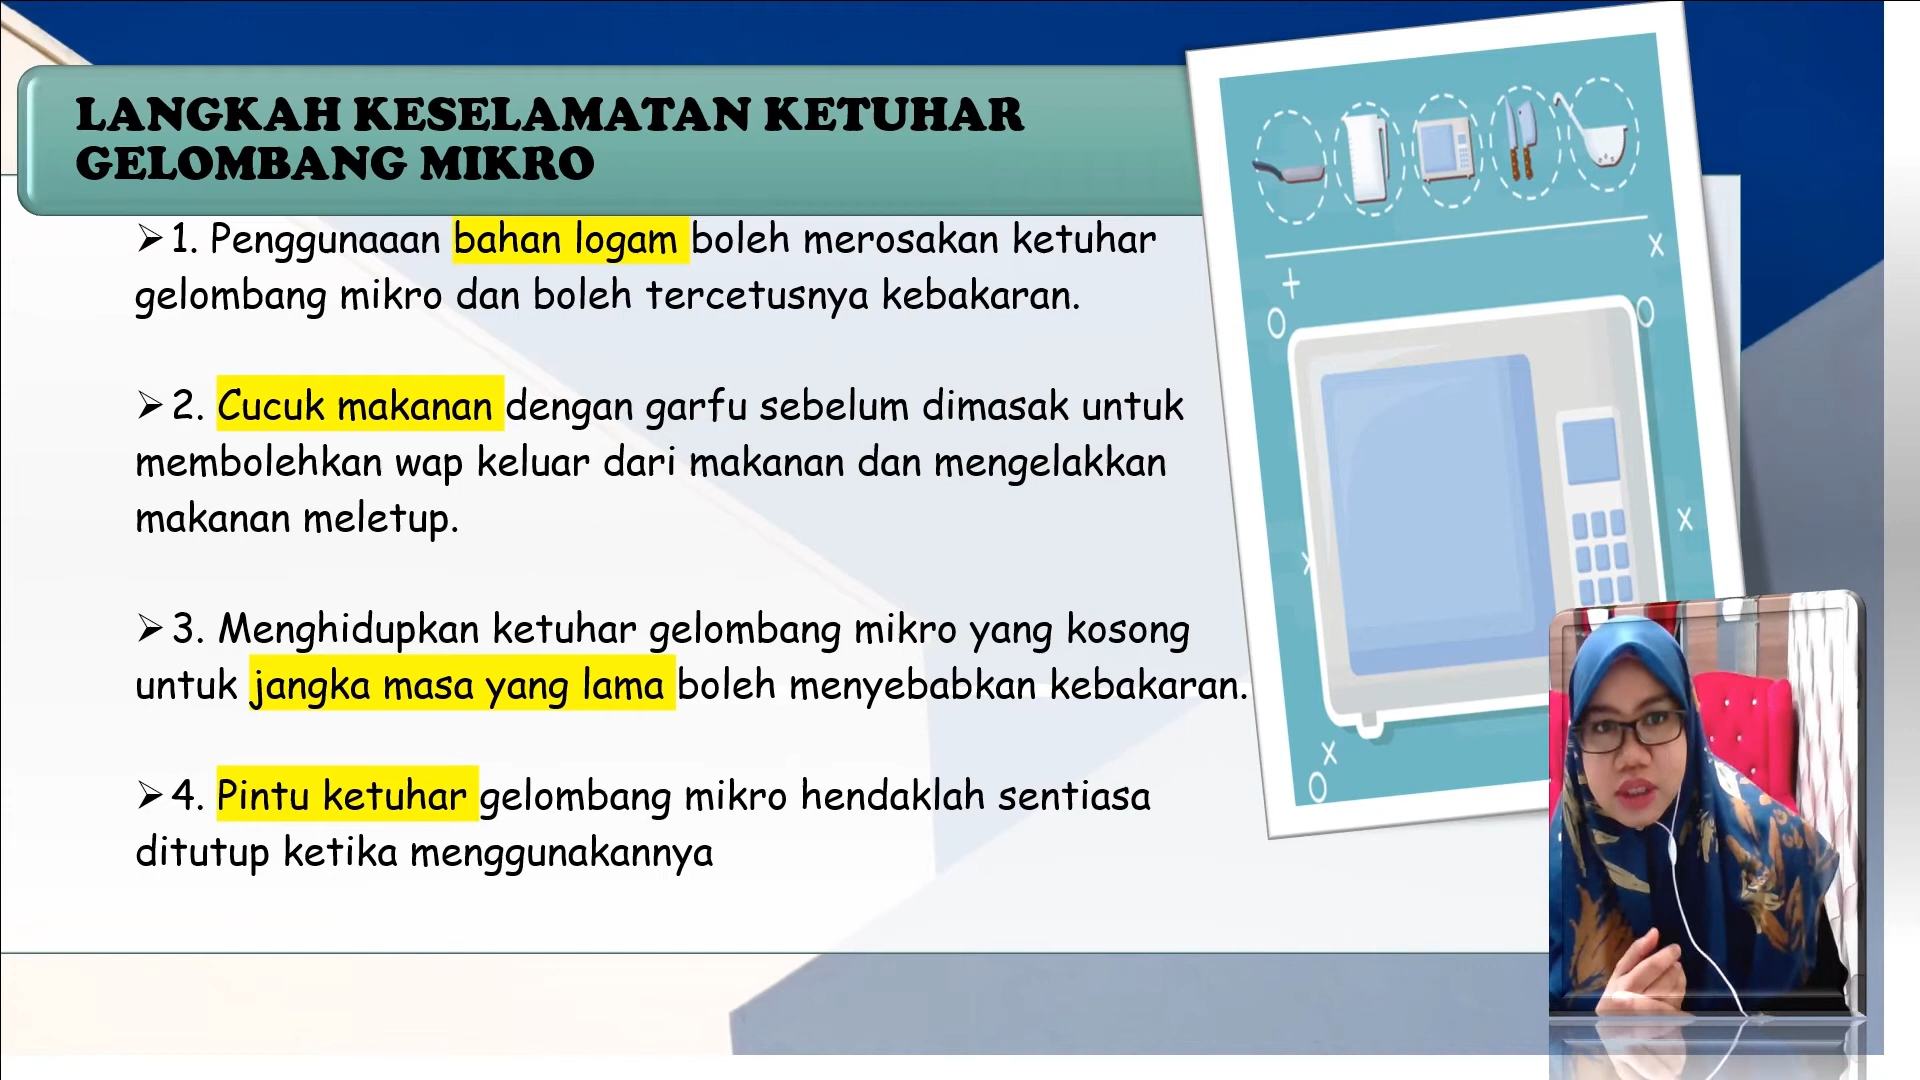 LANGKAH KESELAMATAN KETUHAR
GELOMBANG MIKRO
➢1. Penggunaaan bahan logam boleh merosakan ketuhar
gelombang mikro dan boleh tercetusnya kebakaran.
➢2. Cucuk makanan dengan garfu sebelum dimasak untuk
membolehkan wap keluar dari makanan dan mengelakkan
makanan meletup.
➢3. Menghidupkan ketuhar gelombang mikro yang kosong
untuk jangka masa yang lama boleh menyebabkan kebakaran.
➢4. Pintu ketuhar gelombang mikro hendaklah sentiasa
ditutup ketika menggunakannya